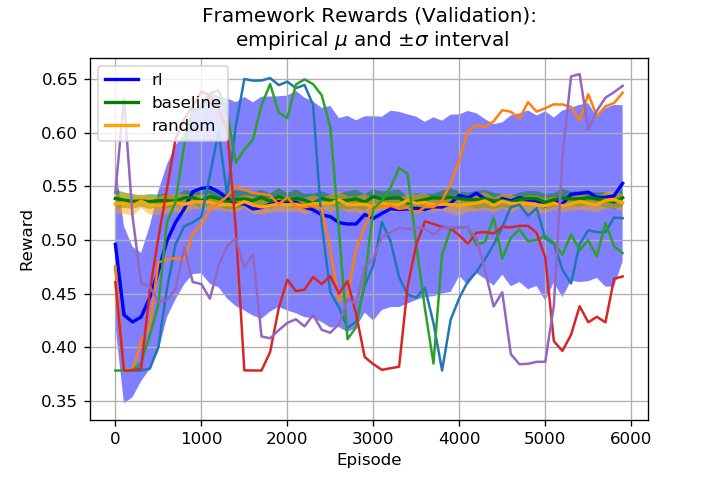 Framework Rewards (Validation):
empirical μ and ±σ interval
rl
baseline
random
Reward
0.65
0.60
0.55
0.50
0.45
0.40
0.35
0 1000 2000 3000 4000 5000 6000
Episode